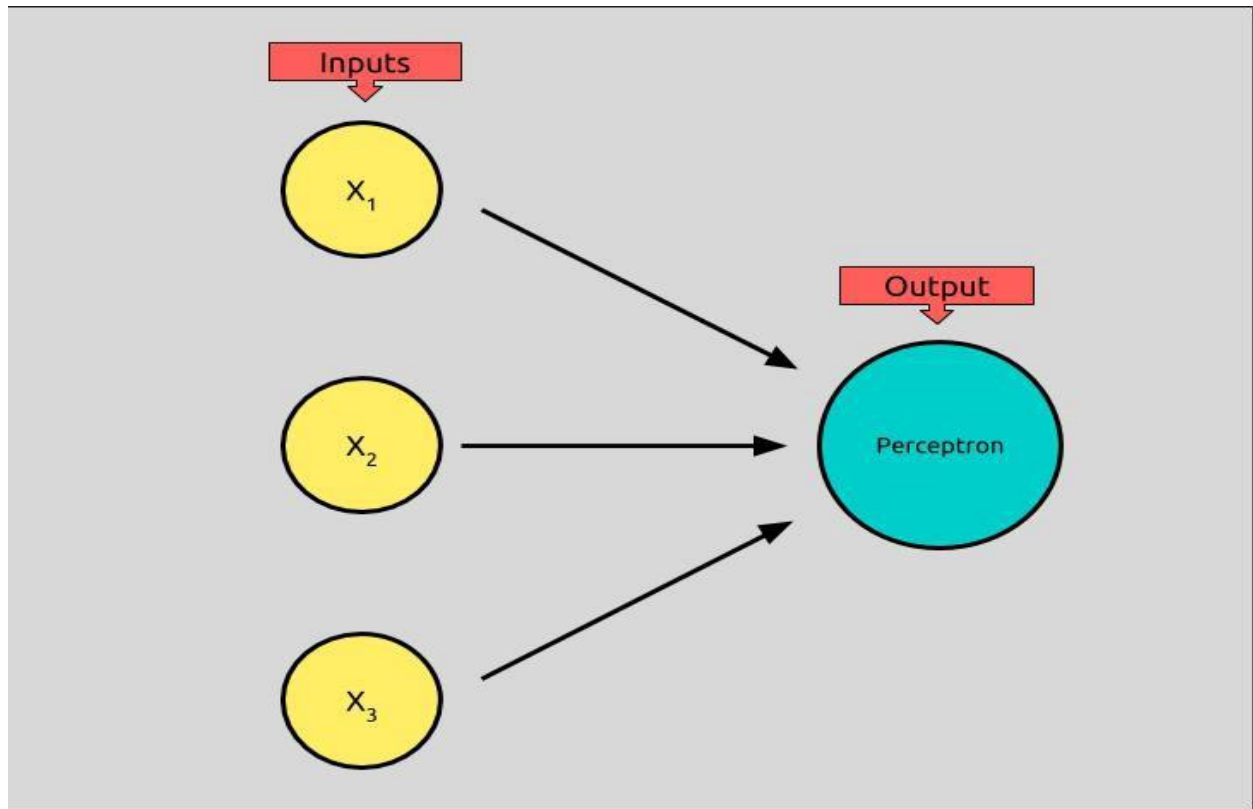 Inputs
X₁
Output
X₂
Perceptron
X₃